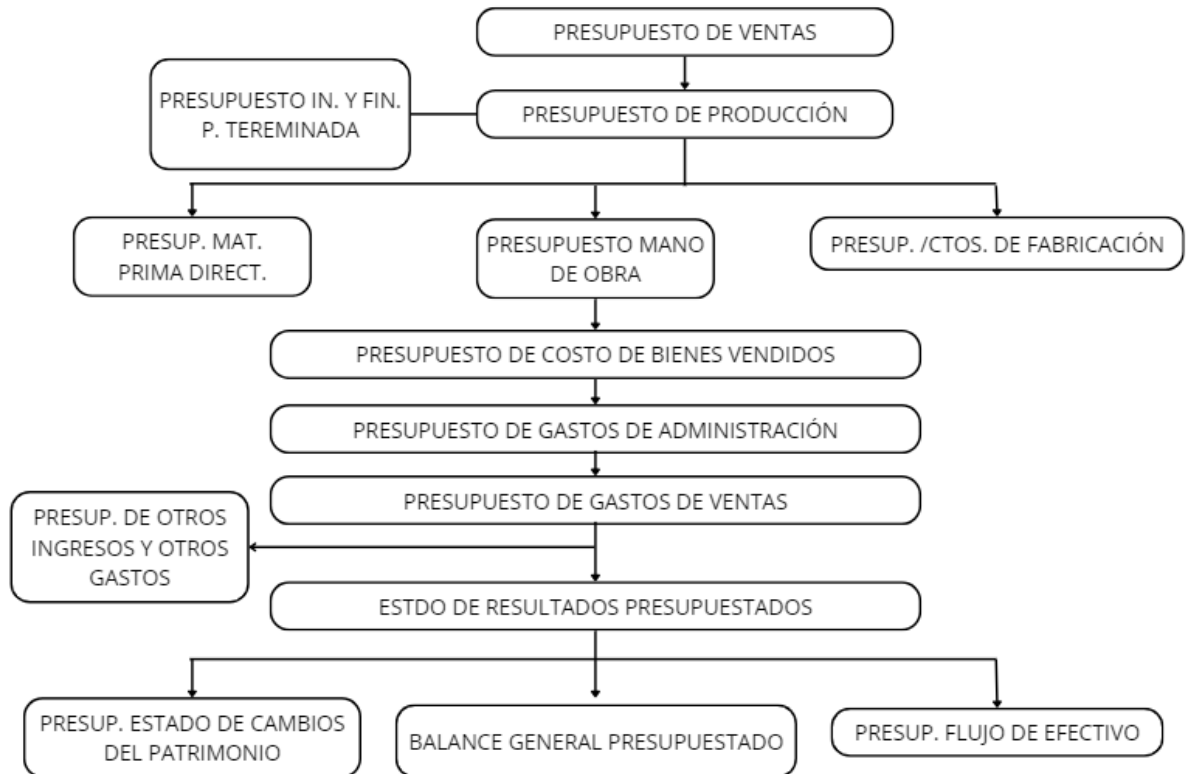 PRESUPUESTO DE VENTAS
PRESUPUESTO IN. Y FIN.
P. TEREMINADA
PRESUPUESTO DE PRODUCCIÓN
PRESUP. MAT.
PRIMA DIRECT.
PRESUPUESTO MANO
DE OBRA
PRESUP. /CTOS. DE FABRICACIÓN
PRESUPUESTO DE COSTO DE BIENES VENDIDOS
PRESUPUESTO DE GASTOS DE ADMINISTRACIÓN
PRESUPUESTO DE GASTOS DE VENTAS
PRESUP. DE OTROS
INGRESOS Y OTROS
GASTOS
ESTDO DE RESULTADOS PRESUPUESTADOS
PRESUP. ESTADO DE CAMBIOS
DEL PATRIMONIO
BALANCE GENERAL PRESUPUESTADO
PRESUP. FLUJO DE EFECTIVO